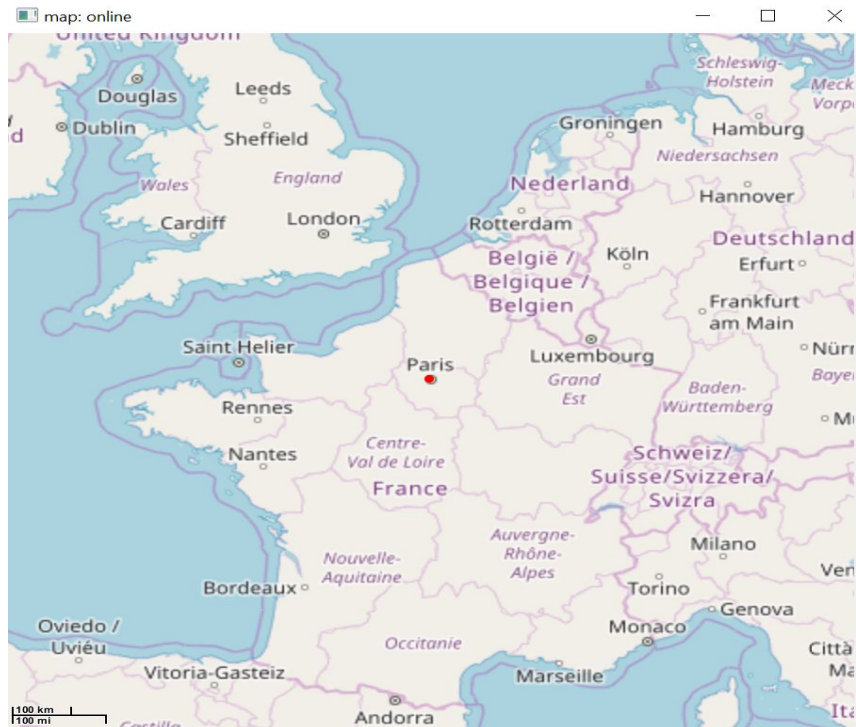 map: online
United Kingdom
Schleswig-
Holstein
Leeds
Douglas
Groningen
Hamburg
Dublin
Sheffield
Niedersachsen
England
Wales
Nederland
Hannover
Cardiff
London
Rotterdam
Deutschland
België /
Belgique /
Belgien
Köln
Erfurt
Frankfurt
am Main
Saint Helier
Luxembourg
Paris
Grand
Est
Baden-
Württemberg
Rennes
Centre-
Val de Loire
Nantes
Schweiz/
Suisse/Svizzera/
Svizra
France
Auvergne-
Rhône-
Alpes
Milano
Nouvelle-
Aquitaine
Bordeaux
Torino
Genova
Monaco
Oviedo /
Uviéu
Occitanie
Vitoria-Gasteiz
Marseille
Andorra
100 km
100 mi